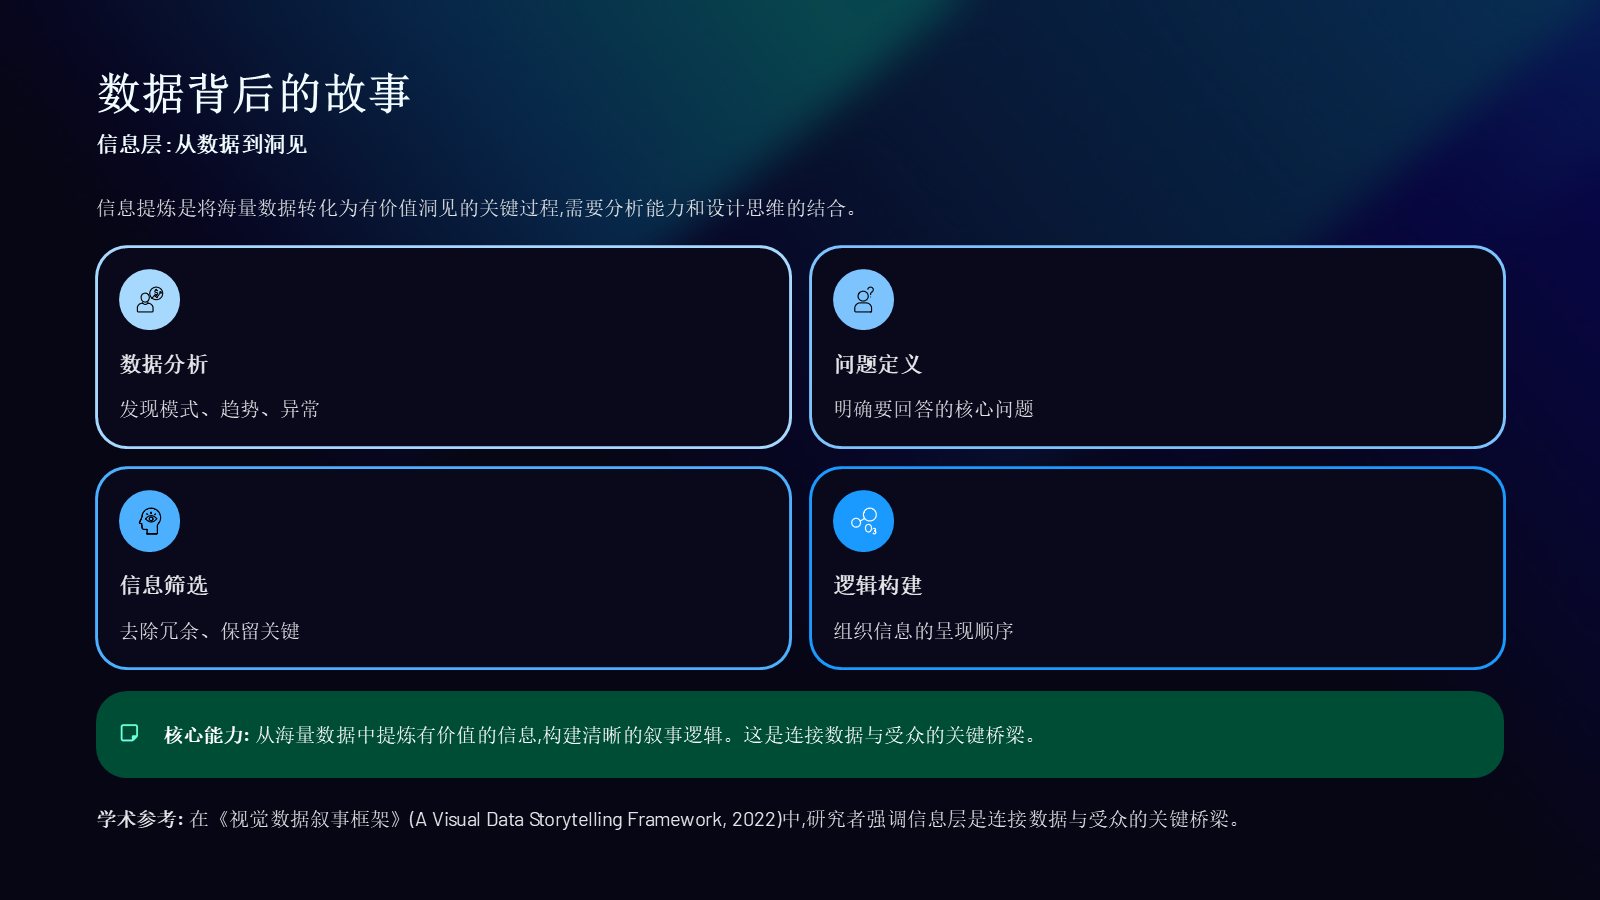 数据背后的故事
信息层:从数据到洞见
信息提炼是将海量数据转化为有价值洞见的关键过程,需要分析能力和设计思维的结合。
数据分析
发现模式、趋势、异常
问题定义
明确要回答的核心问题
信息筛选
去除冗余、保留关键
逻辑构建
组织信息的呈现顺序
核心能力: 从海量数据中提炼有价值的信息,构建清晰的叙事逻辑。这是连接数据与受众的关键桥梁。
学术参考: 在《视觉数据叙事框架》(A Visual Data Storytelling Framework, 2022)中,研究者强调信息层是连接数据与受众的关键桥梁。